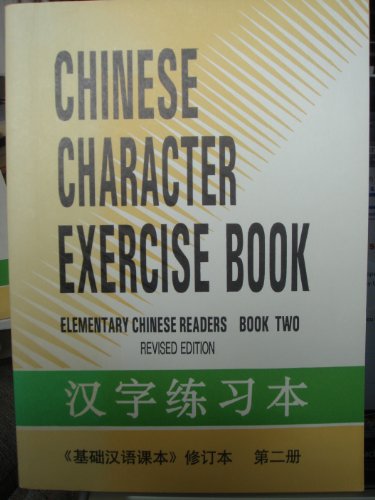 CHINESE
CHARACTER
EXERCISE BOOK
ELEMENTARY CHINESE READERS BOOK TWO
REVISED EDITION
汉字练习本
《基础汉语课本》修订本 第二册